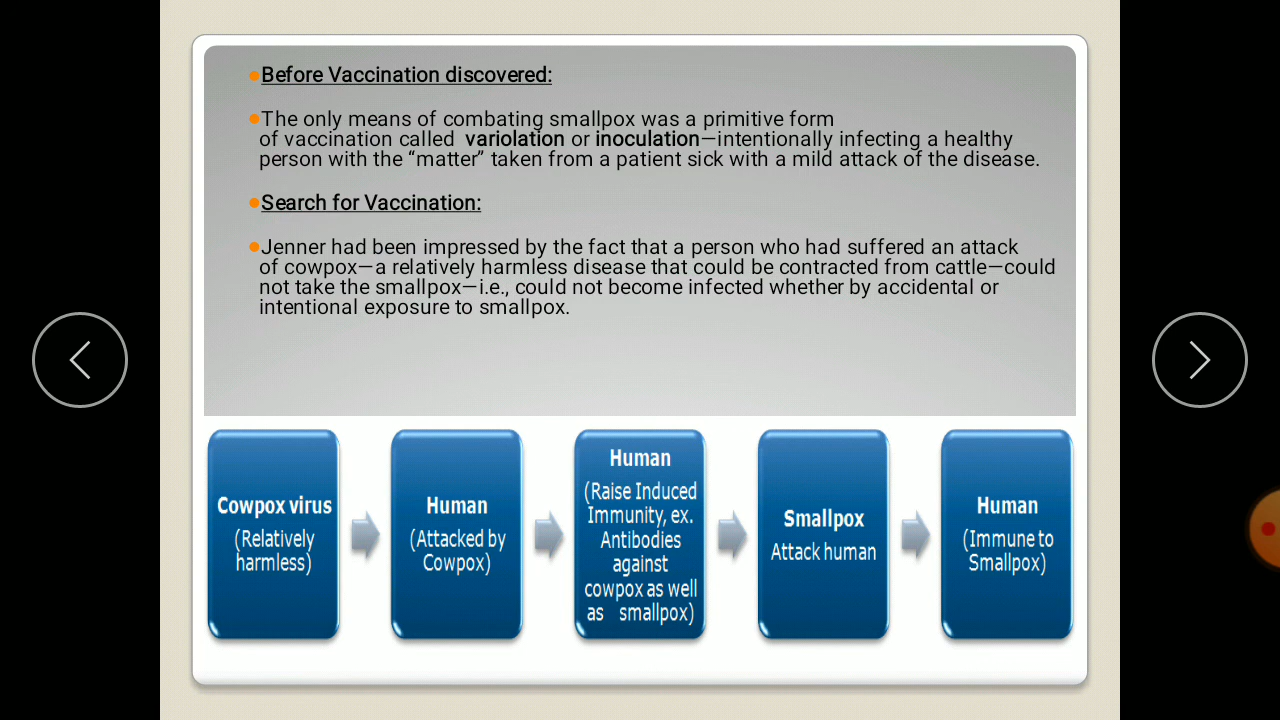 Before Vaccination discovered:
The only means of combating smallpox was a primitive form
of vaccination called variolation or inoculation—intentionally infecting a healthy
person with the “matter” taken from a patient sick with a mild attack of the disease.
Search for Vaccination:
Jenner had been impressed by the fact that a person who had suffered an attack
of cowpox—a relatively harmless disease that could be contracted from cattle—could
not take the smallpox—i.e., could not become infected whether by accidental or
intentional exposure to smallpox.
Cowpox virus
(Relatively
harmless)
Human
(Attacked by
Cowpox)
Human
(Raise Induced
Immunity, ex.
Antibodies
against
cowpox as well
as smallpox)
Smallpox
Attack human
Human
(Immune to
Smallpox)